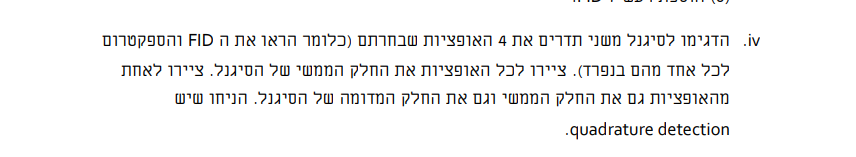 iv. הדגימו לסיגנל משני תדרים את 4 האופציות שבחרתם (כלומר הראו את ה FID והספקטרום
לכל אחד מהם בנפרד). ציירו לכל האופציות את החלק הממשי של הסיגנל. ציירו לאחת
מהאופציות גם את החלק הממשי וגם את החלק המדומה של הסיגנל. הניחו שיש
quadrature detection.